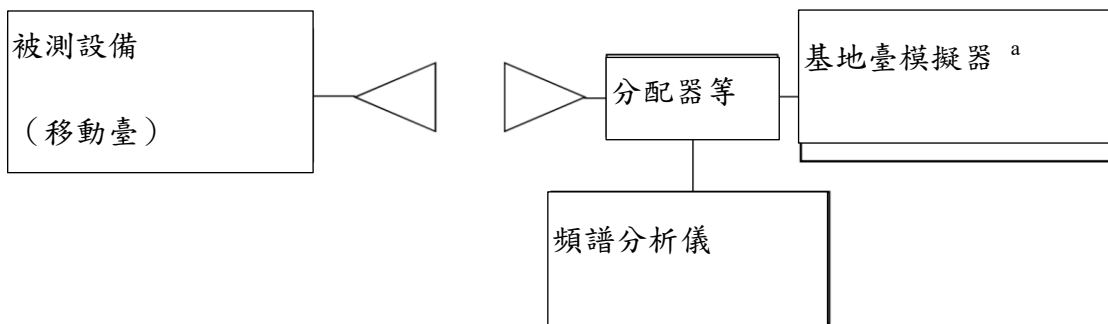 被測設備
（移動臺）
分配器等
基地臺模擬器 a
頻譜分析儀